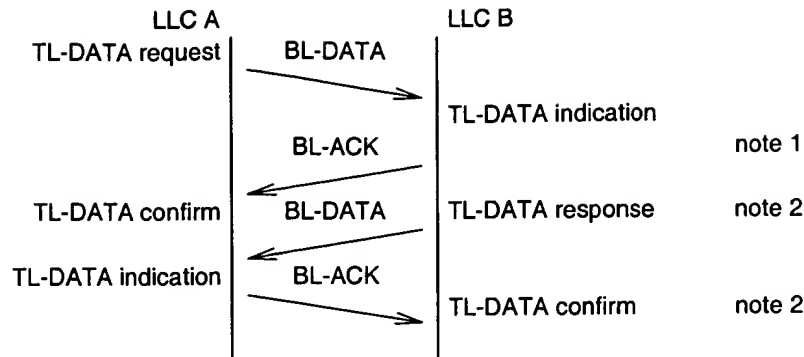 LLC A LLC B
TL-DATA request BL-DATA
TL-DATA indication
BL-ACK note 1
TL-DATA confirm BL-DATA TL-DATA response note 2
TL-DATA indication BL-ACK
TL-DATA confirm note 2